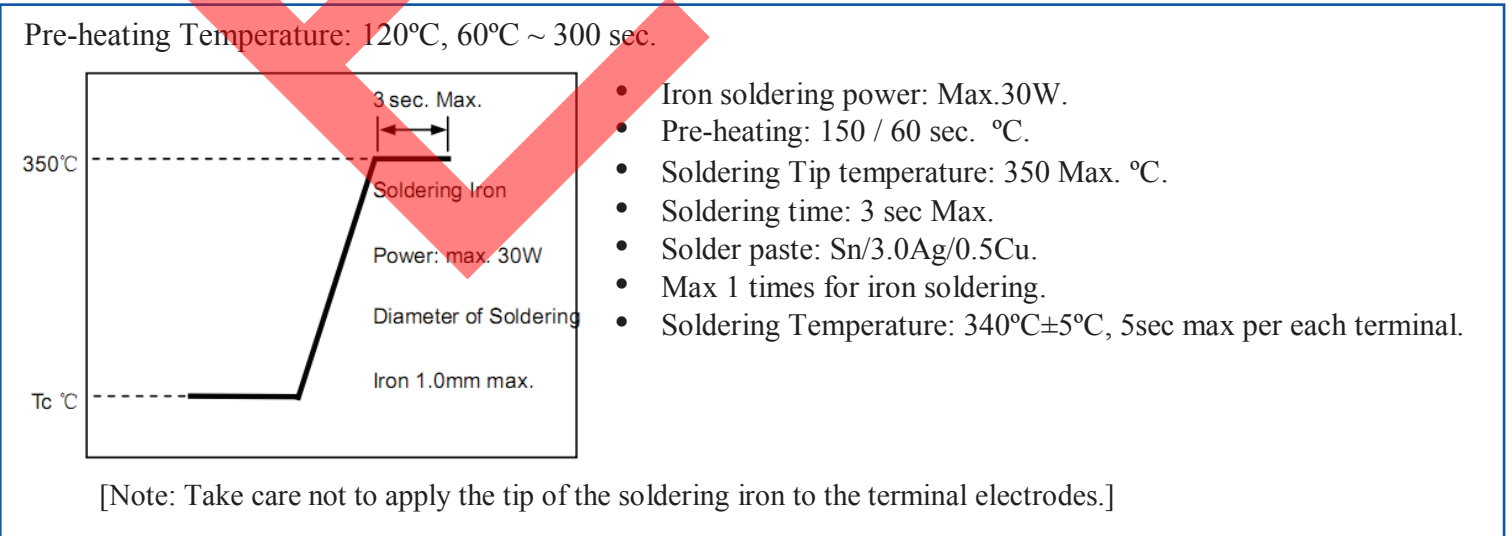 Pre-heating Temperature: 120ºC, 60ºC ~ 300 sec.
3 sec. Max.
350℃
Soldering Iron
Power: max. 30W
Diameter of Soldering
Iron 1.0mm max.
Tc ℃
• Iron soldering power: Max.30W.
• Pre-heating: 150 / 60 sec. ºC.
• Soldering Tip temperature: 350 Max. ºC.
• Soldering time: 3 sec Max.
• Solder paste: Sn/3.0Ag/0.5Cu.
• Max 1 times for iron soldering.
• Soldering Temperature: 340ºC±5ºC, 5sec max per each terminal.
[Note: Take care not to apply the tip of the soldering iron to the terminal electrodes.]